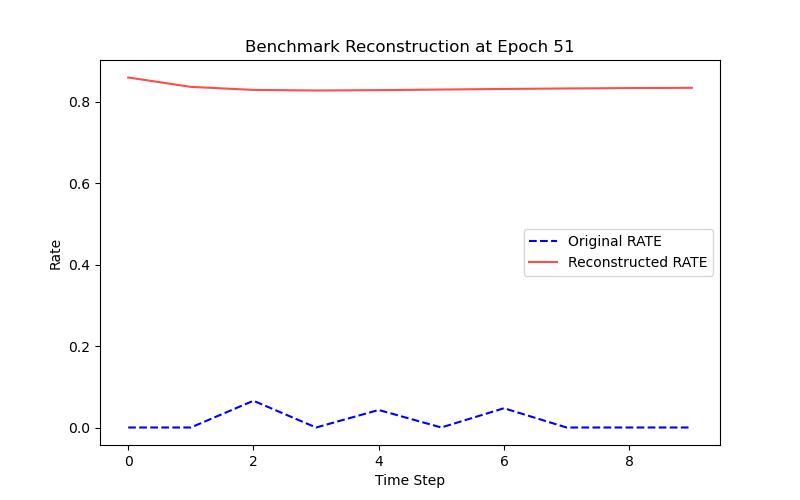 Benchmark Reconstruction at Epoch 51
Rate
0.8
0.6
0.4
0.2
0.0
Original RATE
Reconstructed RATE
0 2 4 6 8
Time Step